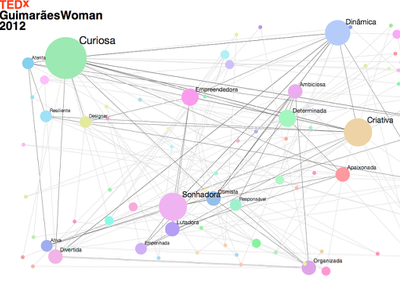 TEDx
GuimarãesWoman
2012
Dinâmica
Curiosa
Atenta
Ambiciosa
Empreendedora
Resiliente
Designer
Determinada
Criativa
Apaixonada
Sonhadora
Otimista
Responsável
Lutadora
Ativa
Divertida
Empenhada
Organizada